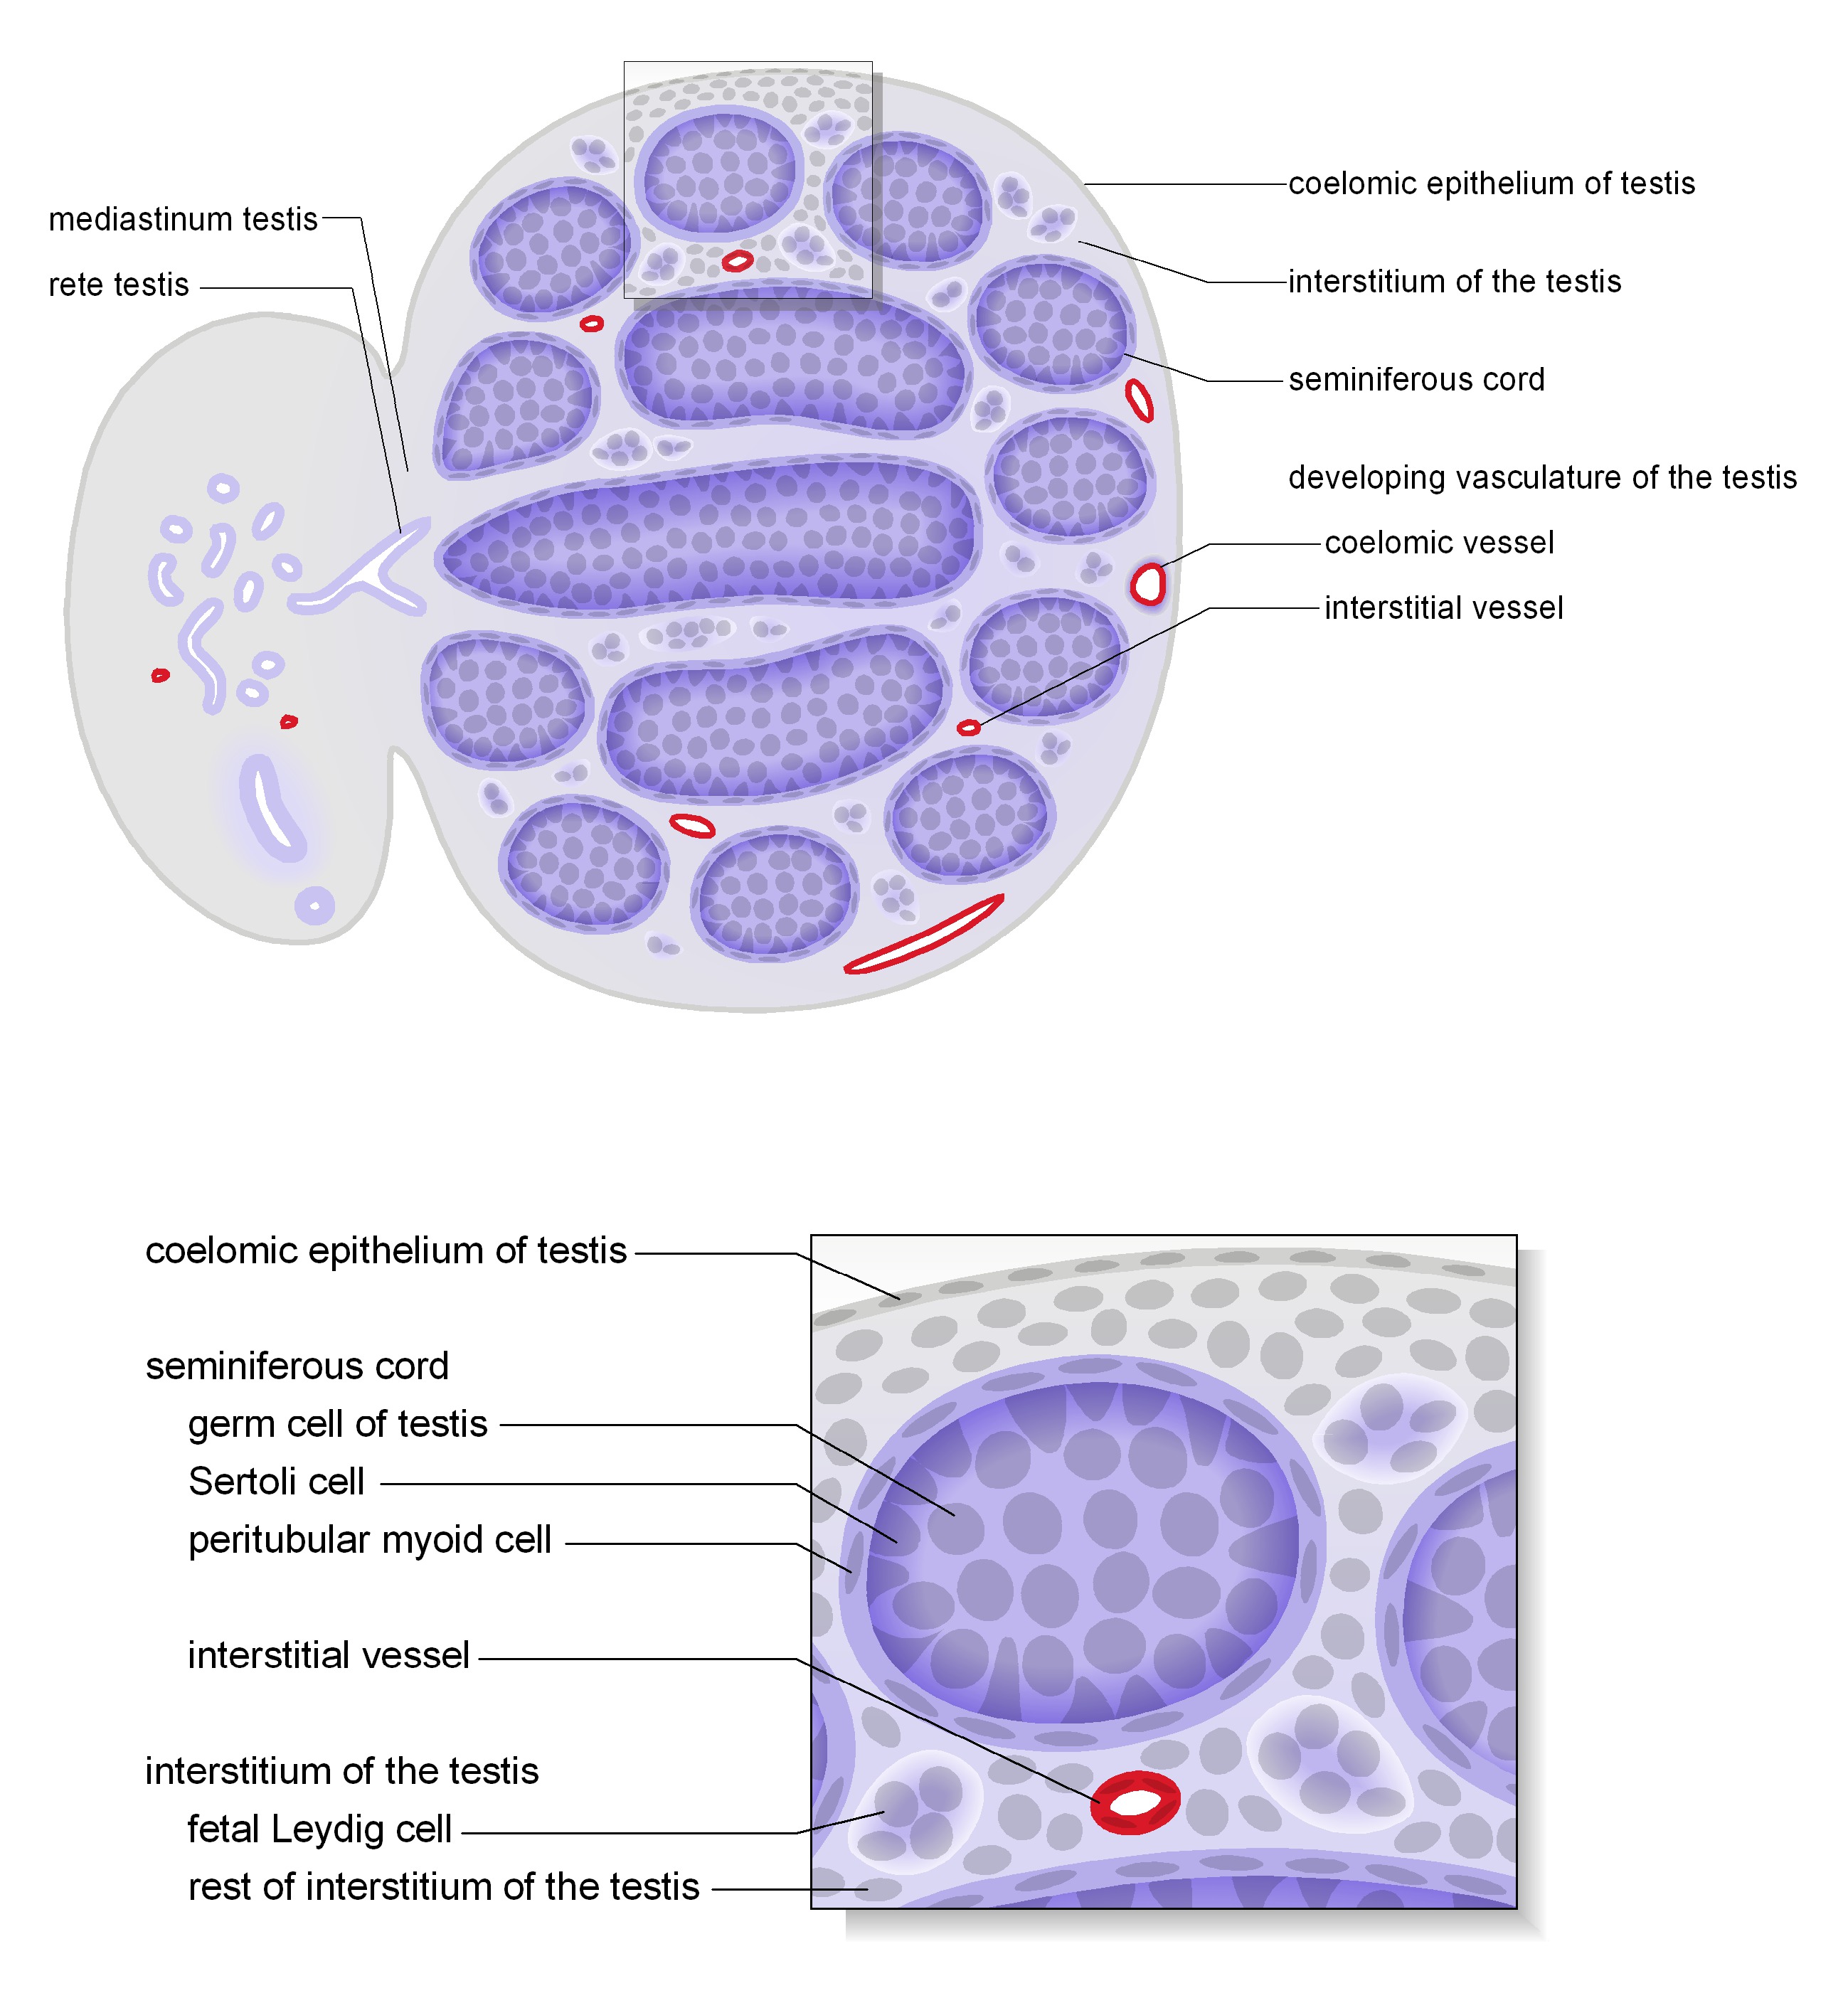 mediastinum testis
rete testis
coelomic epithelium of testis
interstitium of the testis
seminiferous cord
developing vasculature of the testis
coelomic vessel
interstitial vessel
coelomic epithelium of testis
seminiferous cord
germ cell of testis
Sertoli cell
peritubular myoid cell
interstitial vessel
interstitium of the testis
fetal Leydig cell
rest of interstitium of the testis